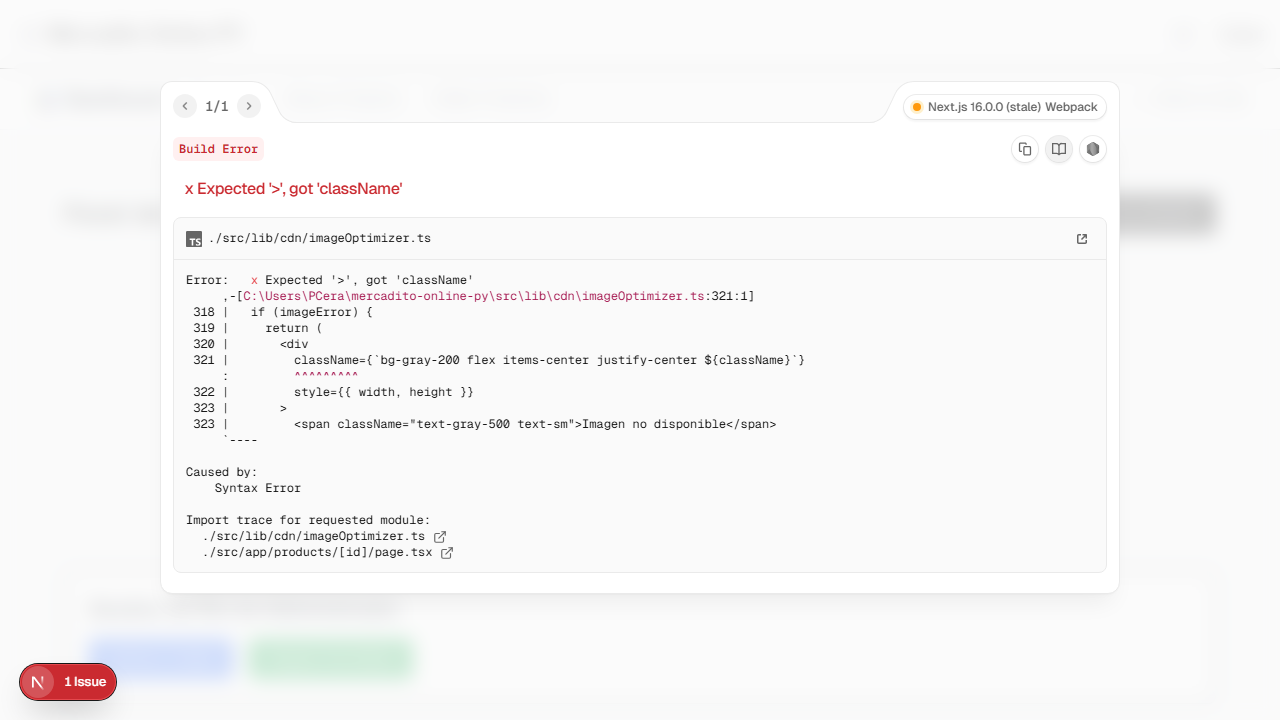 1/1
Next.js 16.0.0 (stale) Webpack
Build Error
x Expected '>', got 'className'
TS ./src/lib/cdn/imageOptimizer.ts
Error:   x Expected '>', got 'className'
     ,-[C:\Users\PCera\mercadito-online-py\src\lib\cdn\imageOptimizer.ts:321:1]
 318 |   if (imageError) {
 319 |     return (
 320 |       <div
 321 |         className={`bg-gray-200 flex items-center justify-center ${className}`}
     :         ^^^^^^^^^
 322 |         style={{ width, height }}
 323 |       >
 323 |         <span className="text-gray-500 text-sm">Imagen no disponible</span>
     `----
Caused by:
    Syntax Error
Import trace for requested module:
./src/lib/cdn/imageOptimizer.ts
./src/app/products/[id]/page.tsx
N 1 Issue